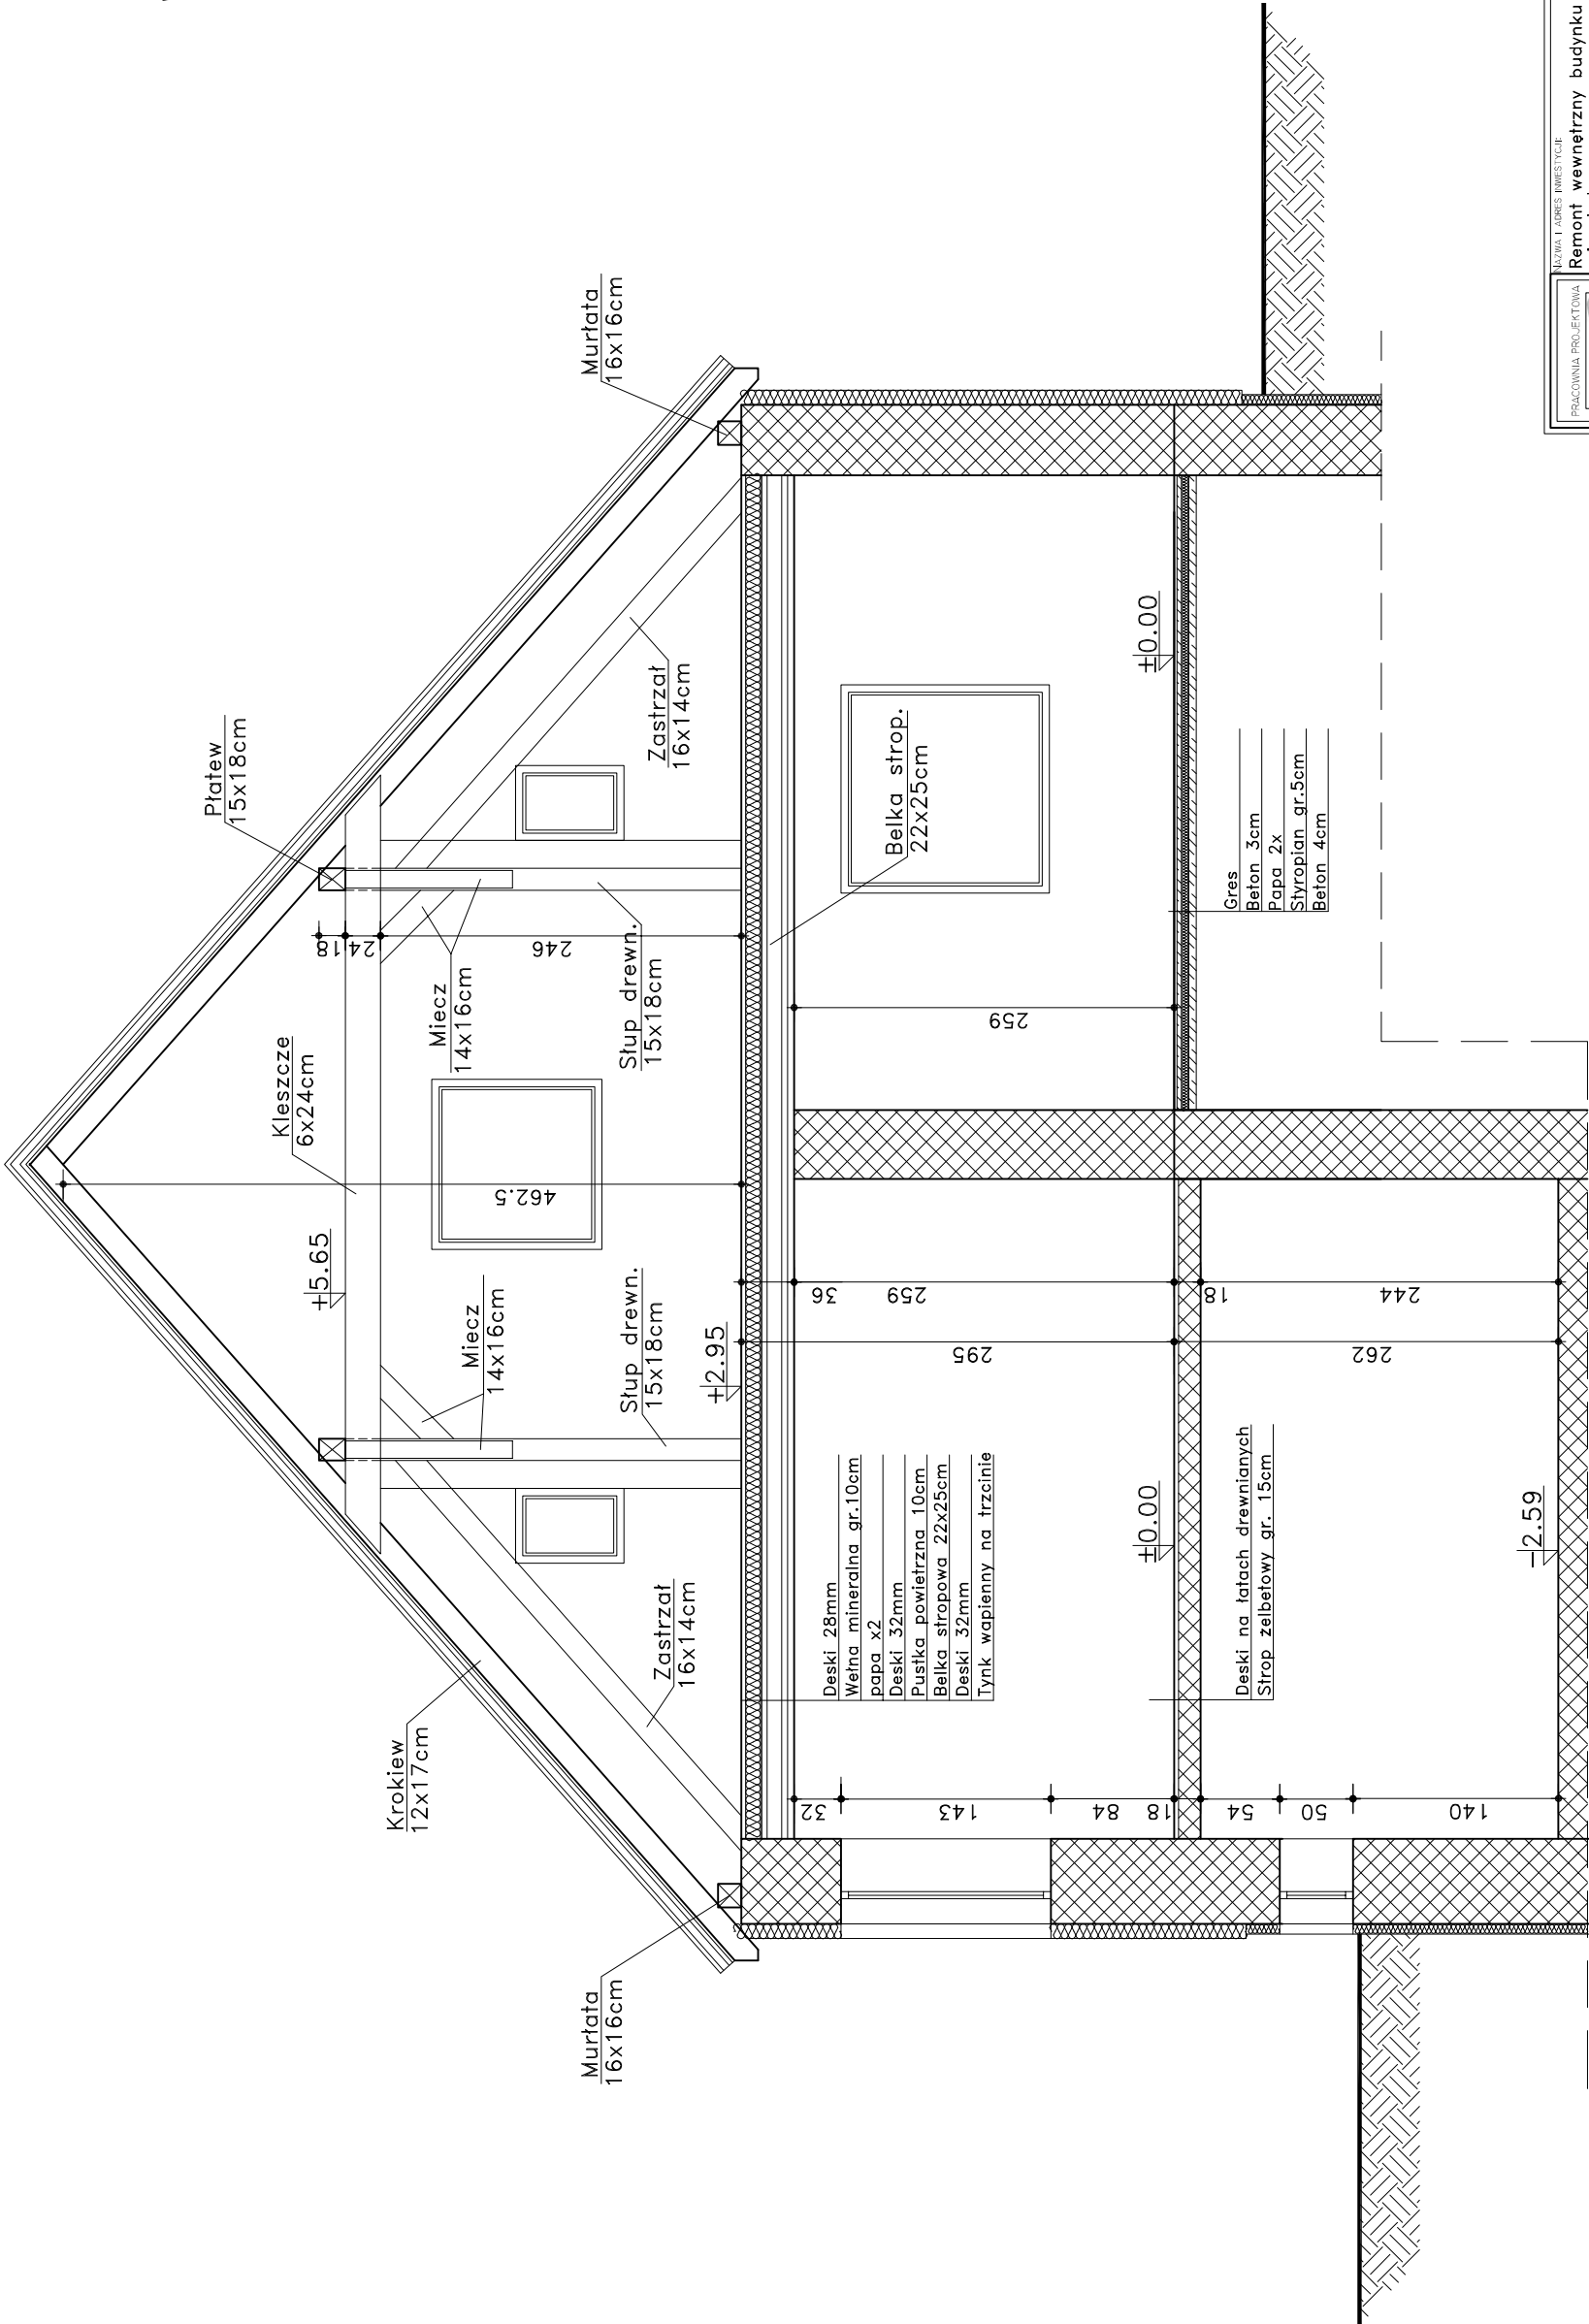 Płatew
15x18cm
Murłata
16x16cm
Kleszcze
6x24cm
+5.65
18
24
246
462.5
Miecz
14x16cm
Miecz
14x16cm
Słup drewn.
15x18cm
Słup drewn.
15x18cm
Zastrzał
16x14cm
Zastrzał
16x14cm
Krokiew
12x17cm
Murłata
16x16cm
+2.95
Belka strop.
22x25cm
Deski 28mm
Wełna mineralna gr.10cm
papa x2
Deski 32mm
Pustka powietrzna 10cm
Belka stropowa 22x25cm
Deski 32mm
Tynk wapienny na trzcinie
32
143
84
18
54
50
140
36
259
18
244
295
262
259
±0.00
±0.00
Gres
Beton 3cm
Papa 2x
Styropian gr.5cm
Beton 4cm
Deski na łatach drewnianych
Strop zelbetowy gr. 15cm
-2.59
PRACOWNIA PROJEKTOWA
NAZWA I ADRES INWESTYCJI:
Remont wewnętrzny budynku